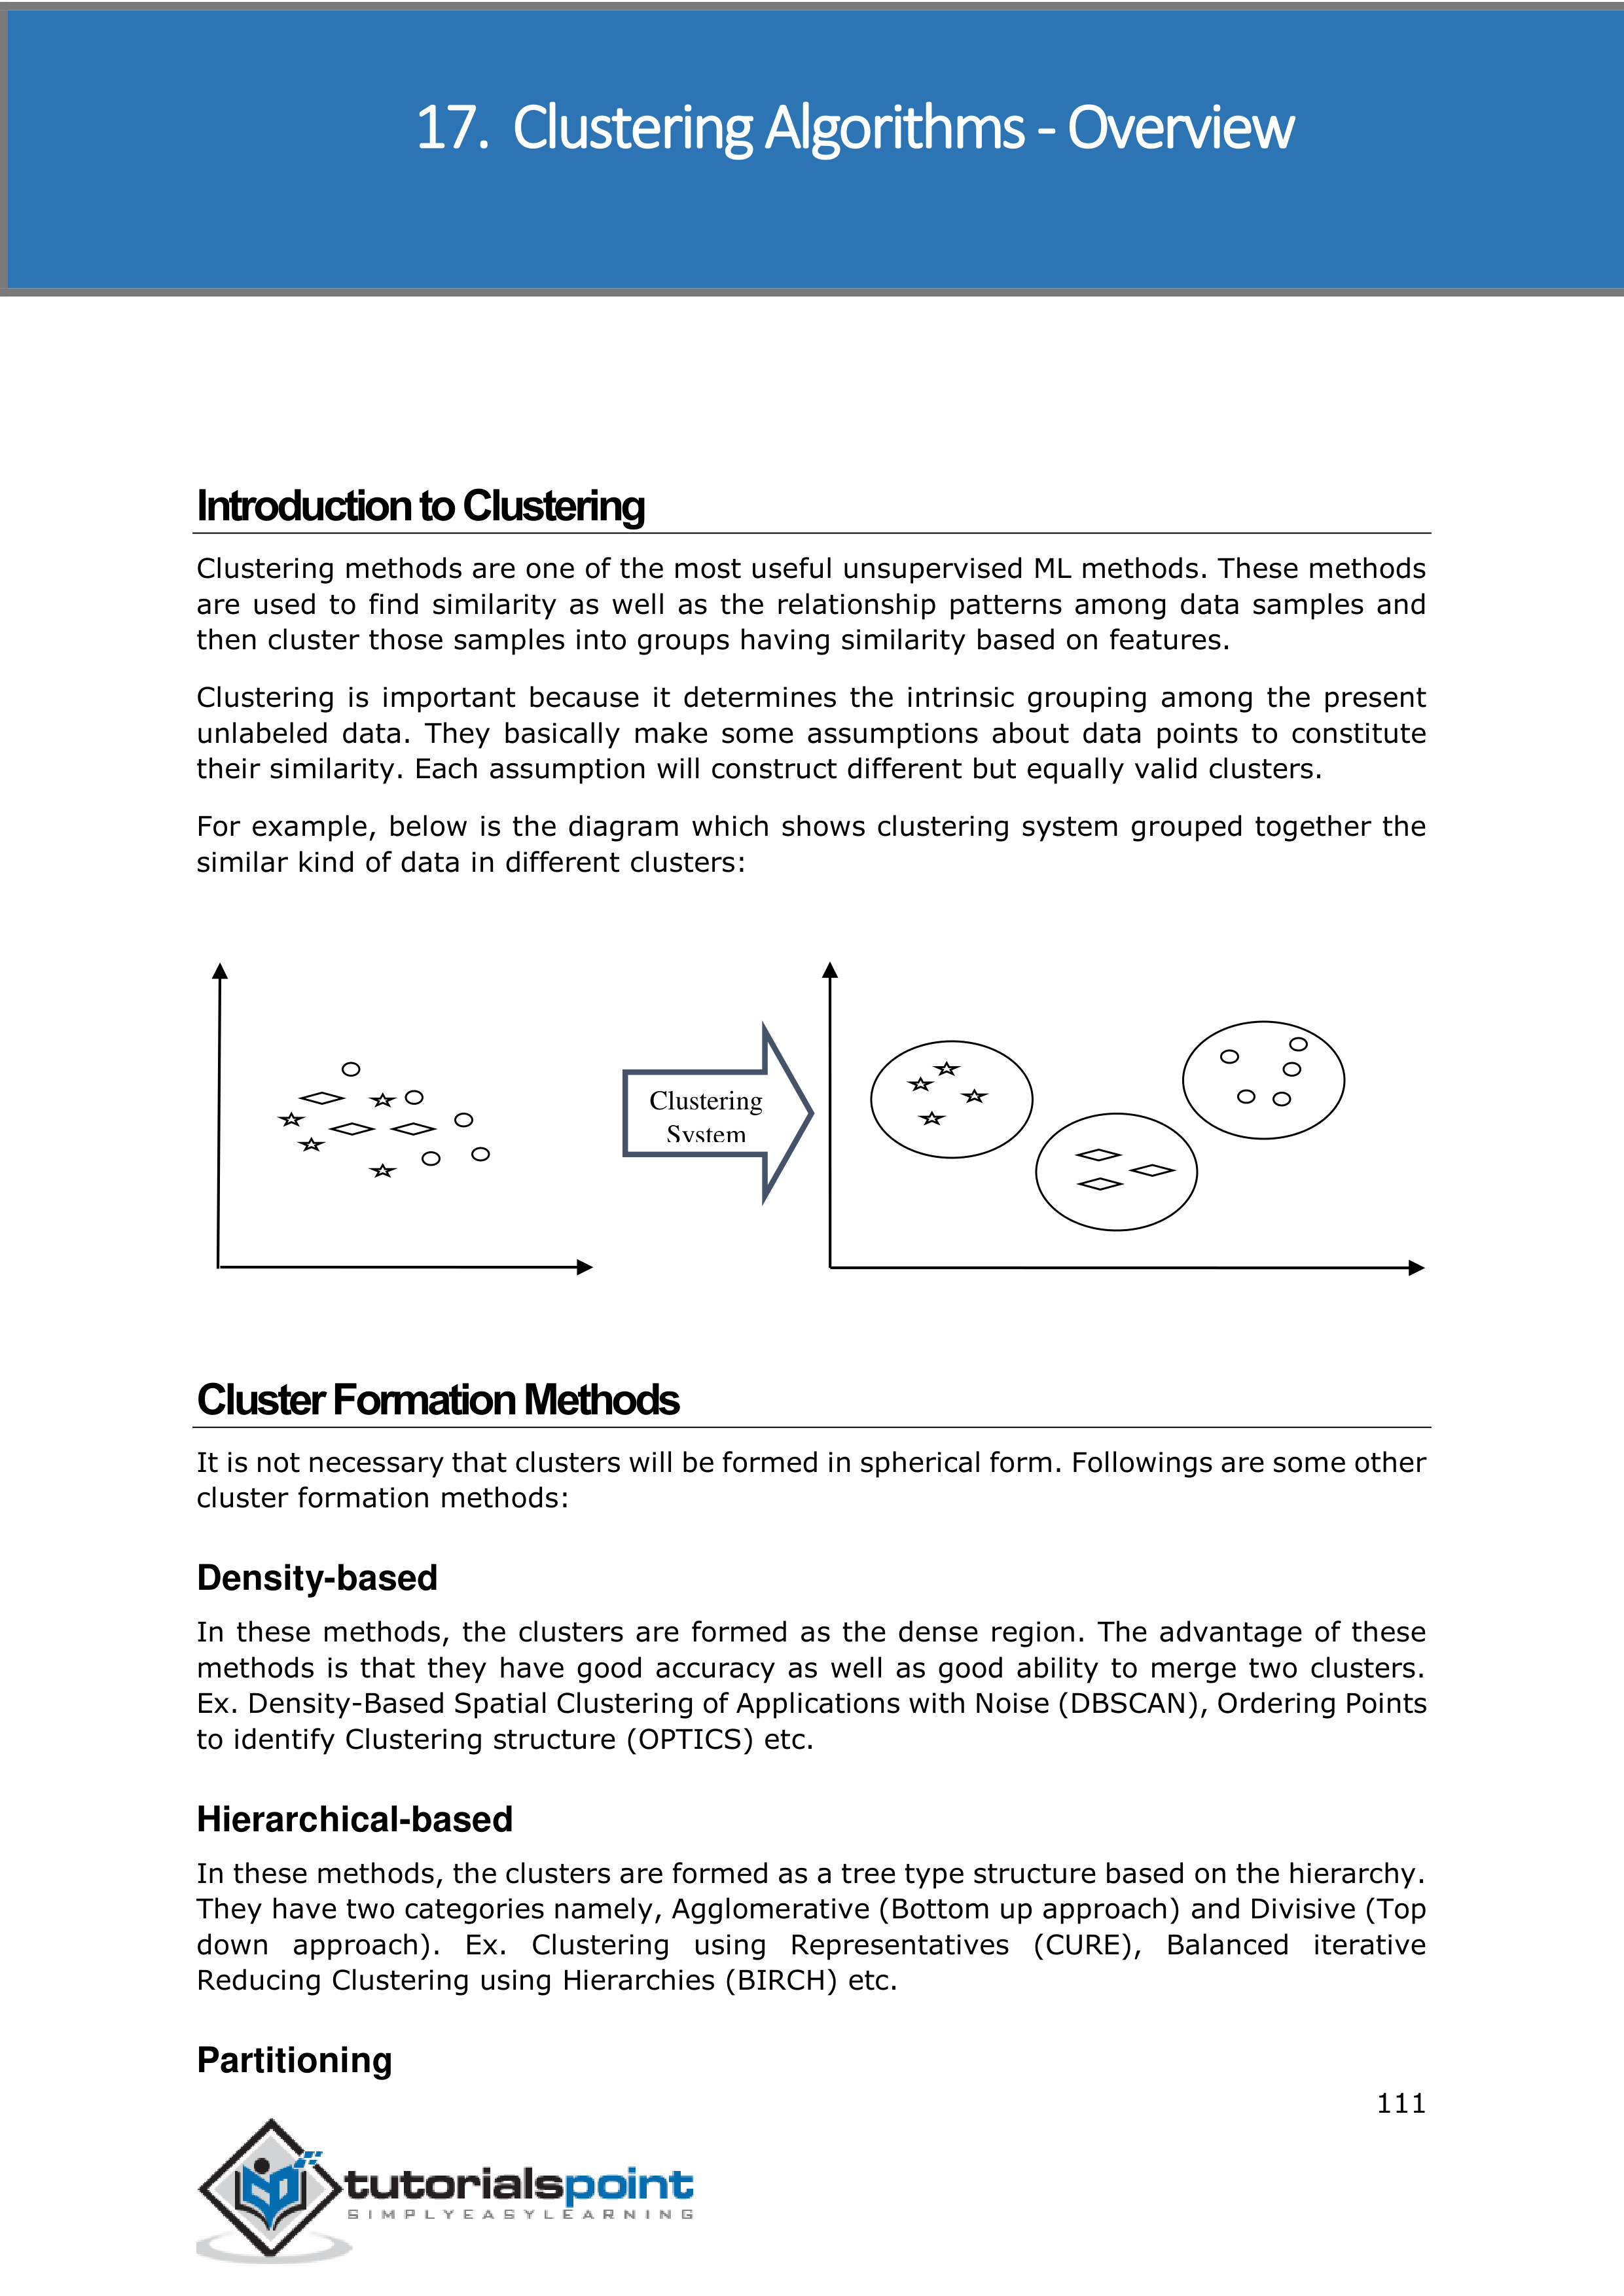 17. Clustering Algorithms - Overview
Introduction to Clustering
Clustering methods are one of the most useful unsupervised ML methods. These methods
are used to find similarity as well as the relationship patterns among data samples and
then cluster those samples into groups having similarity based on features.
Clustering is important because it determines the intrinsic grouping among the present
unlabeled data. They basically make some assumptions about data points to constitute
their similarity. Each assumption will construct different but equally valid clusters.
For example, below is the diagram which shows clustering system grouped together the
similar kind of data in different clusters:
Clustering
System
Cluster Formation Methods
It is not necessary that clusters will be formed in spherical form. Followings are some other
cluster formation methods:
Density-based
In these methods, the clusters are formed as the dense region. The advantage of these
methods is that they have good accuracy as well as good ability to merge two clusters.
Ex. Density-Based Spatial Clustering of Applications with Noise (DBSCAN), Ordering Points
to identify Clustering structure (OPTICS) etc.
Hierarchical-based
In these methods, the clusters are formed as a tree type structure based on the hierarchy.
They have two categories namely, Agglomerative (Bottom up approach) and Divisive (Top
down approach). Ex. Clustering using Representatives (CURE), Balanced iterative
Reducing Clustering using Hierarchies (BIRCH) etc.
Partitioning
111
tutorialspoint
SIMPLYEASYLEARNING